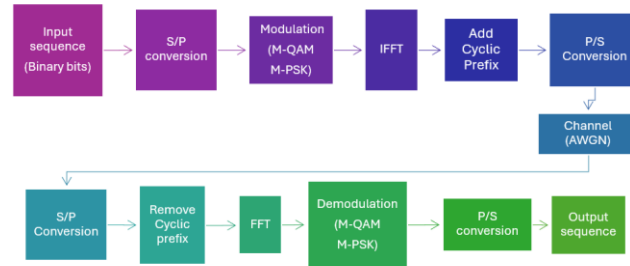 Input
sequence
(Binary bits)
S/P
conversion
Modulation
(M-QAM
M-PSK)
IFFT
Add
Cyclic
Prefix
P/S
Conversion
Channel
(AWGN)
S/P
Conversion
Remove
Cyclic
prefix
FFT
Demodulation
(M-QAM
M-PSK)
P/S
conversion
Output
sequence